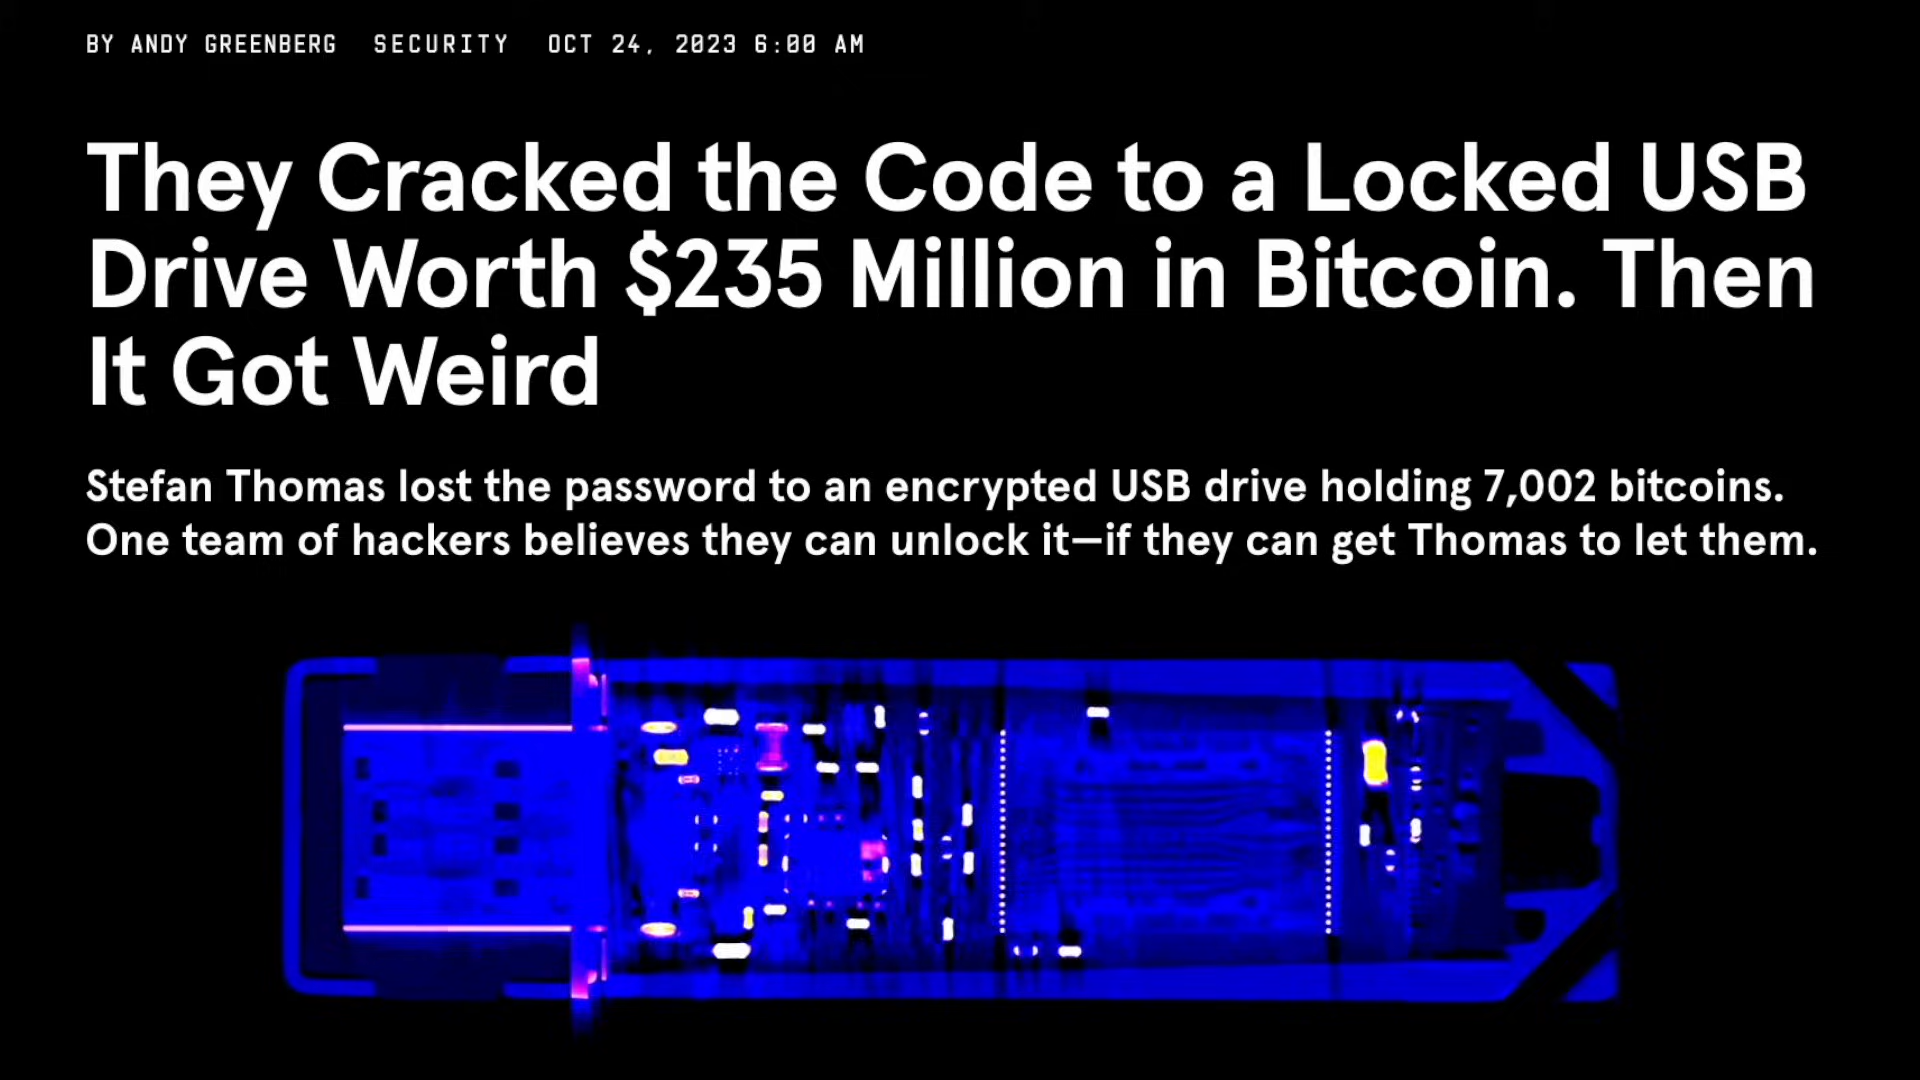 BY ANDY GREENBERG SECURITY OCT 24, 2023 6:00 AM
They Cracked the Code to a Locked USB
Drive Worth $235 Million in Bitcoin. Then
It Got Weird
Stefan Thomas lost the password to an encrypted USB drive holding 7,002 bitcoins.
One team of hackers believes they can unlock it—if they can get Thomas to let them.